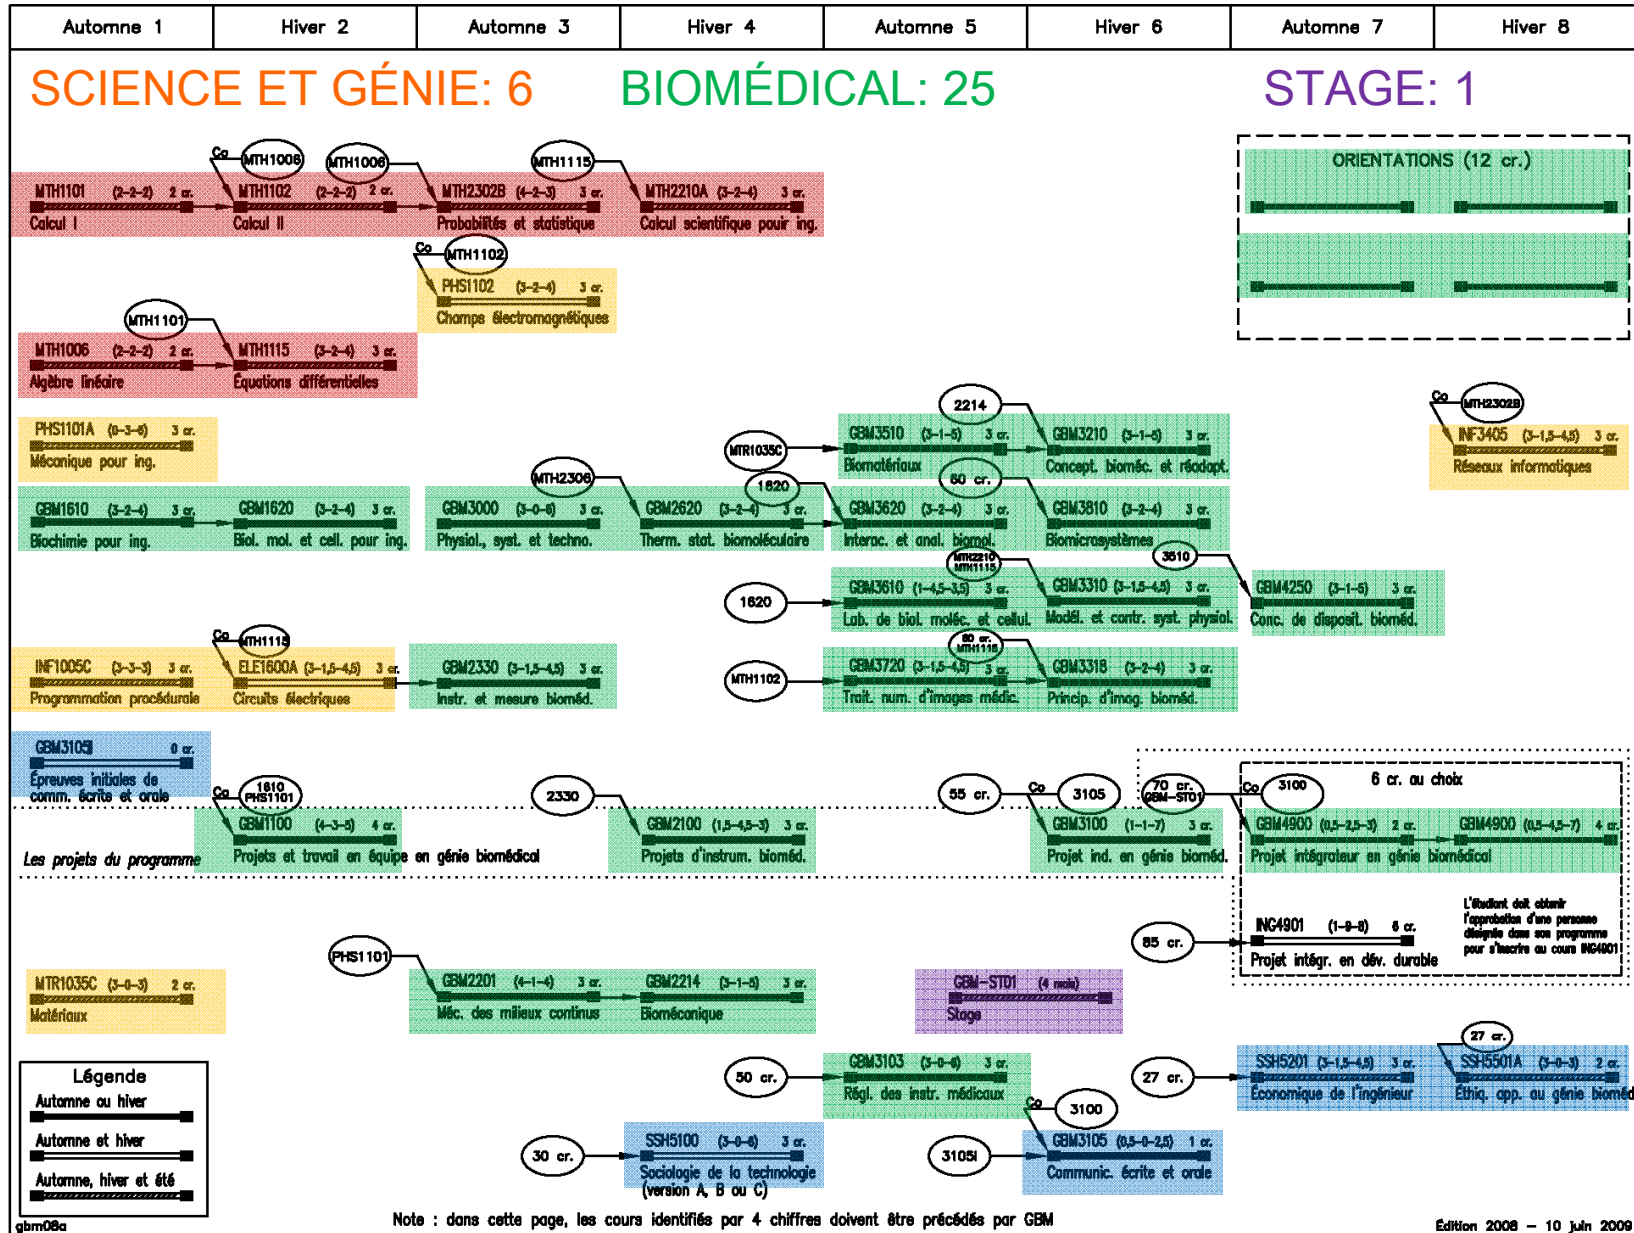 Automne 1 Hiver 2 Automne 3 Hiver 4 Automne 5 Hiver 6 Automne 7 Hiver 8
SCIENCE ET GÉNIE: 6 BIOMÉDICAL: 25 STAGE: 1
Co MTH1006 MTH1006 MTH1115
ORIENTATIONS (12 cr.)
MTH1101 (2-2-2) 2 cr. MTH1102 (2-2-2) 2 cr. MTH2302B (4-2-3) 3 cr. MTH2210A (3-2-4) 3 cr.
Calcul I Calcul II Probabilités et statistique Calcul scientifique pouir ing.
Co MTH1102
PHS1102 (3-2-4) 3 cr.
Champs électromagnétiques
MTH1101
MTH1006 (2-2-2) 2 cr. MTH1115 (3-2-4) 3 cr.
Algèbre linéaire Équations différentielles
2214 Co MTH2302B
PHS1101A (0-3-6) 3 cr. MTR1035C GBM3510 (3-1-5) 3 cr. GBM3210 (3-1-5) 3 cr. INF3405 (3-1,5-4,5) 3 cr.
Mécanique pour ing. Biomatériaux Concept. bioméc. et réadapt. Réseaux informatiques
MTH2306 1620 60 cr.
GBM1610 (3-2-4) 3 cr. GBM1620 (3-2-4) 3 cr. GBM3000 (3-0-6) 3 cr. GBM2620 (3-2-4) 3 cr. GBM3620 (3-2-4) 3 cr. GBM3810 (3-2-4) 3 cr.
Biochimie pour ing. Biol. mol. et cell. pour ing. Physiol., syst. et techno. Therm. stat. biomoléculaire Interac. et anal. biomol. Biomicrosystèmes
MTH2210
MTH1115
3510
1620 GBM3610 (1-4,5-3,5) 3 cr. GBM3310 (3-1,5-4,5) 3 cr. GBM4250 (3-1-5) 3 cr.
Lab. de biol. moléc. et cellul. Modél. et contr. syst. physiol. Conc. de disposit. bioméd.
Co MTH1115 60 cr.
MTH1115
INF1005C (3-3-3) 3 cr. ELE1600A (3-1,5-4,5) 3 cr. GBM2330 (3-1,5-4,5) 3 cr. MTH1102 GBM3720 (3-1,5-4,5) 3 cr. GBM3318 (3-2-4) 3 cr.
Programmation procédurale Circuits électriques Instr. et mesure bioméd. Trait. num. d'images médic. Princip. d'imag. bioméd.
GBM3105I 0 cr.
Épreuves initiales de
comm. écrite et orale
6 cr. au choix
Co 1610
PHS1101
2330 55 cr. Co 3105 70 cr.
GBM-ST01
Co 3100
GBM1100 (4-3-5) 4 cr. GBM2100 (1,5-4,5-3) 3 cr. GBM3100 (1-1-7) 3 cr. GBM4900 (0,5-2,5-3) 2 cr. GBM4900 (0,5-4,5-7) 4 cr.
Les projets du programme Projets et travail en équipe en génie biomédical Projets d'instrum. bioméd. Projet ind. en génie bioméd. Projet intégrateur en génie biomédical
L'étudiant doit obtenir
l'approbation d'une personne
désignée dans son programme
pour s'inscrire au cours ING4901
85 cr. ING4901 (1-9-8) 6 cr.
Projet intégr. en dév. durable
PHS1101
MTR1035C (3-0-3) 2 cr. GBM2201 (4-1-4) 3 cr. GBM2214 (3-1-5) 3 cr. GBM-ST01 (4 mois)
Matériaux Méc. des milieux continus Biomécanique Stage
27 cr.
50 cr. GBM3103 (3-0-6) 3 cr. 27 cr. SSH5201 (3-1,5-4,5) 3 cr. SSH5501A (3-0-3) 2 cr.
Régl. des instr. médicaux Économique de l'ingénieur Éthiq. app. au génie bioméd
Co 3100
30 cr. SSH5100 (3-0-6) 3 cr. 3105I GBM3105 (0,5-0-2,5) 1 cr.
Sociologie de la technologie Communic. écrite et orale
(version A, B ou C)
Légende
Automne ou hiver
Automne et hiver
Automne, hiver et été
gbm08a
Note : dans cette page, les cours identifiés par 4 chiffres doivent être précédés par GBM
Édition 2008 - 10 juin 2009